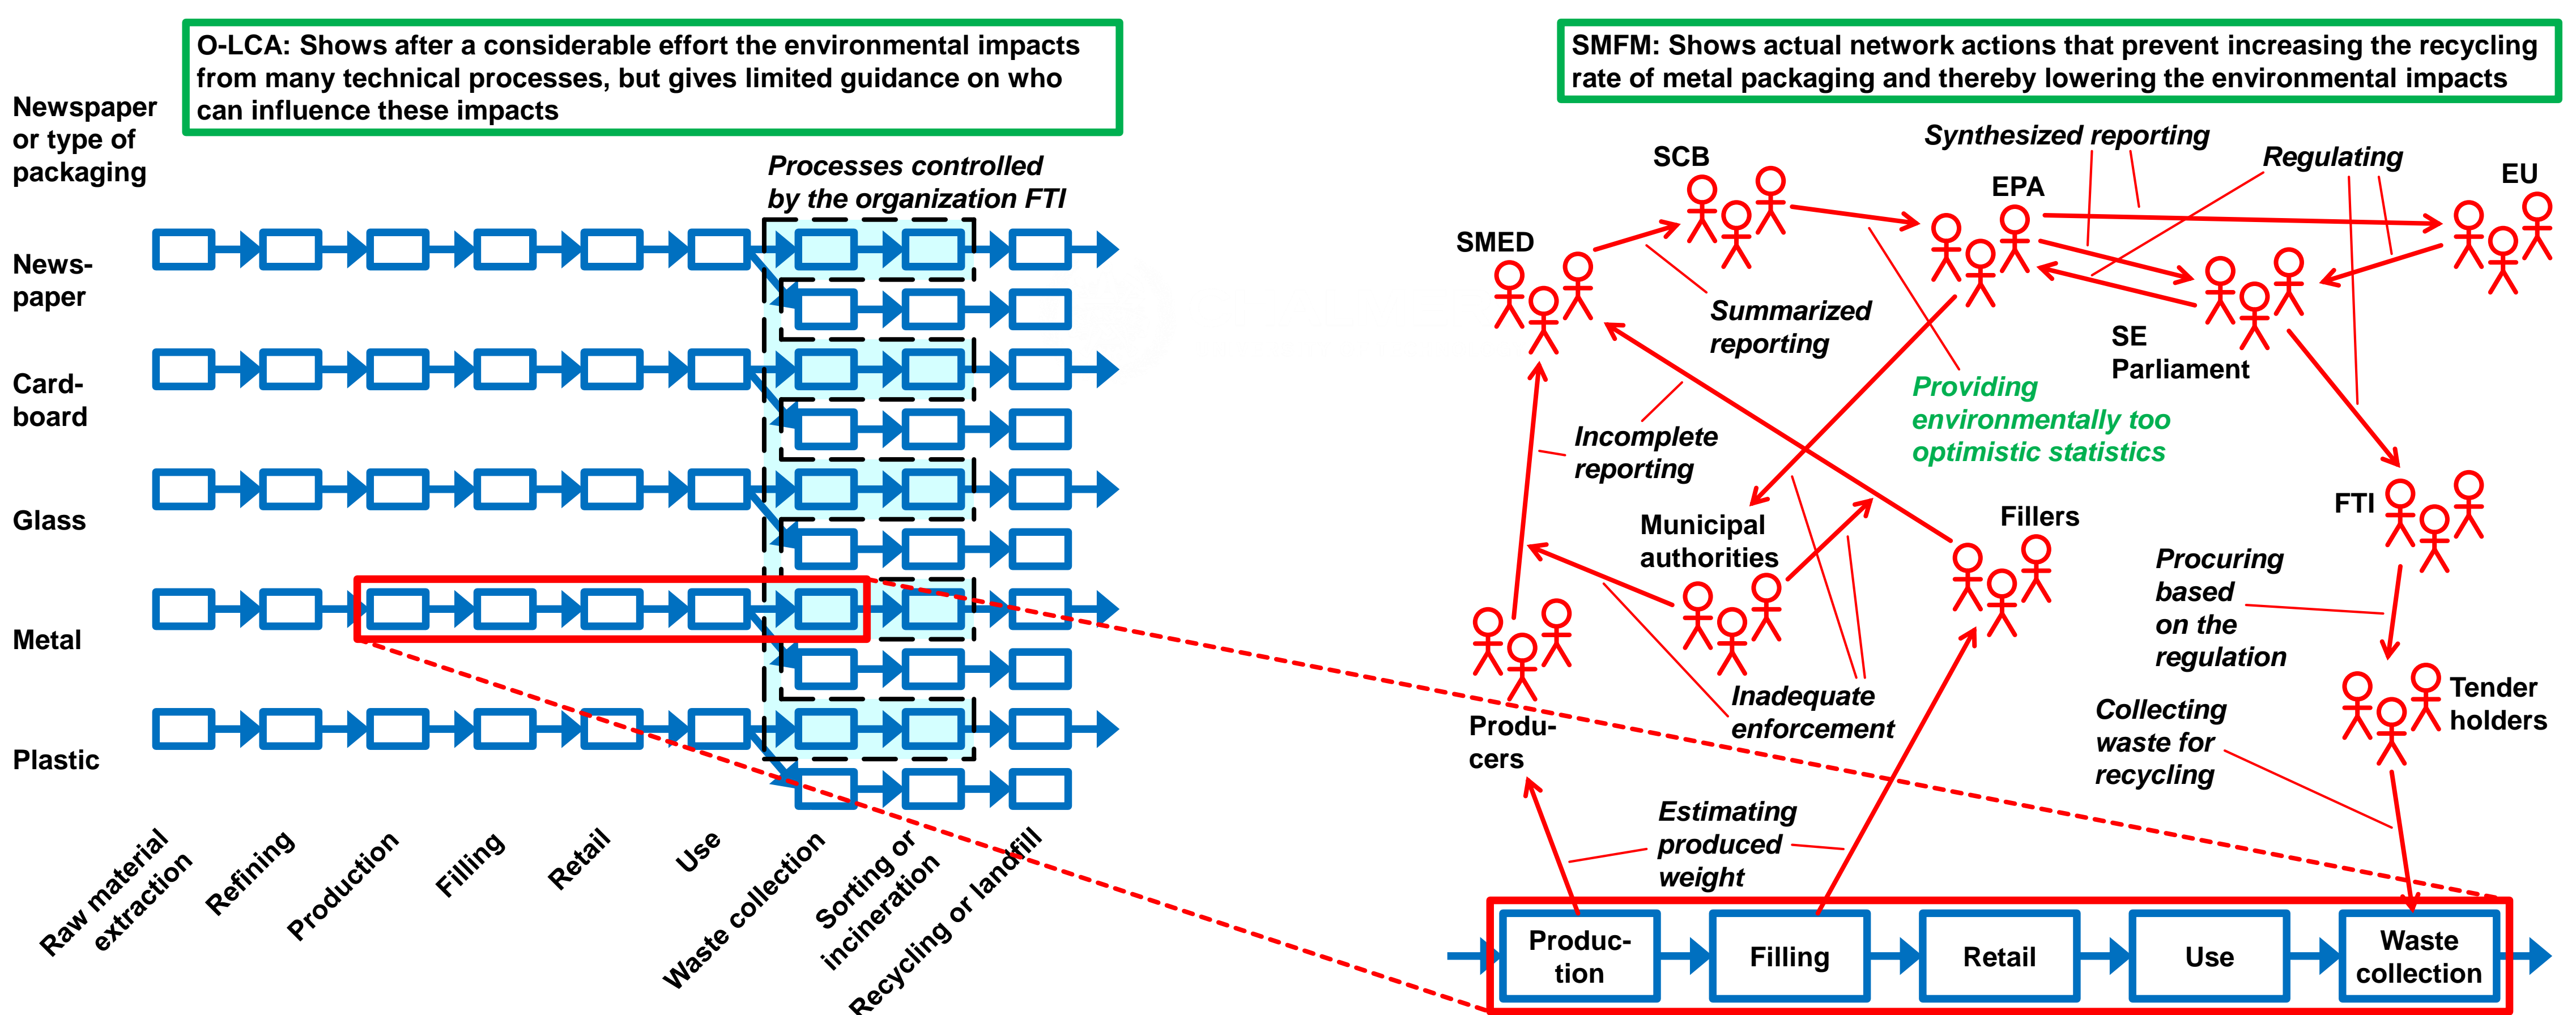 O-LCA: Shows after a considerable effort the environmental impacts
from many technical processes, but gives limited guidance on who
can influence these impacts
Newspaper
or type of
packaging
Processes controlled
by the organization FTI
News-
paper
Card-
board
Glass
Metal
Plastic
Raw material
extraction
Refining
Production
Filling
Retail
Use
Waste collection
Sorting or
incineration
Recycling or landfill
SMFM: Shows actual network actions that prevent increasing the recycling
rate of metal packaging and thereby lowering the environmental impacts
SCB
Synthesized reporting
Regulating
EPA
EU
SMED
Summarized
reporting
SE
Parliament
Providing
environmentally too
optimistic statistics
Incomplete
reporting
Municipal
authorities
Fillers
FTI
Procuring
based
on the
regulation
Inadequate
enforcement
Produ-
cers
Tender
holders
Collecting
waste for
recycling
Estimating
produced
weight
Produc-
tion
Filling
Retail
Use
Waste
collection